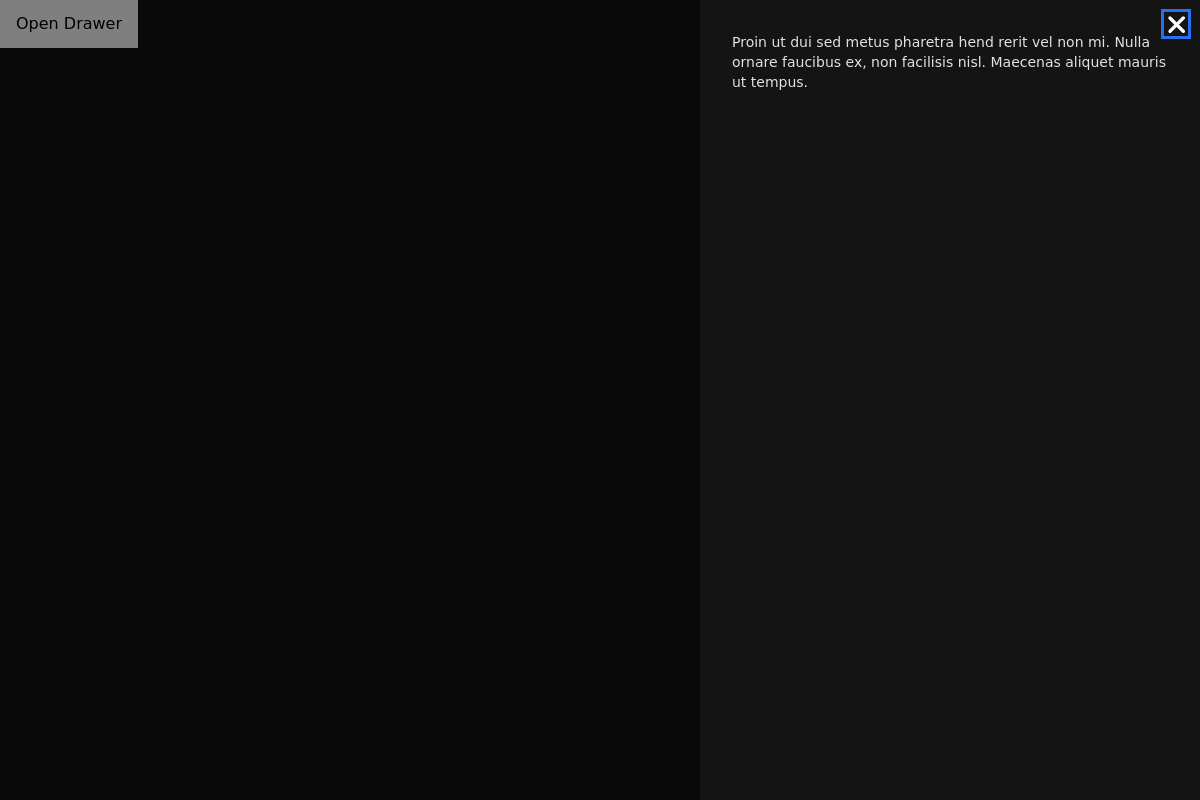 Open Drawer
Proin ut dui sed metus pharetra hend rerit vel non mi. Nulla
ornare faucibus ex, non facilisis nisl. Maecenas aliquet mauris
ut tempus.